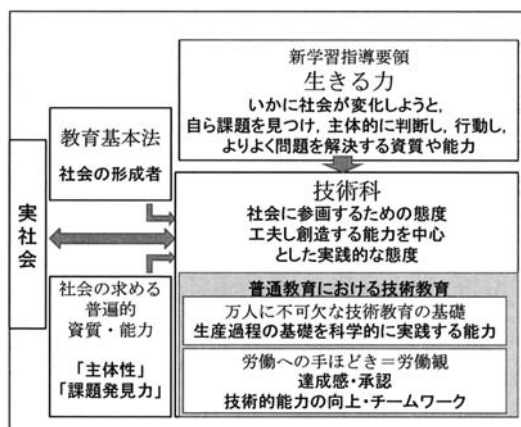 新学習指導要領
生きる力
いかに社会が変化しようと,
自ら課題を見つけ,主体的に判断し,行動し,
よりよく問題を解決する資質や能力
教育基本法
社会の形成者
実社会
技術科
社会に参画するための態度
工夫し創造する能力を中心
とした実践的な態度
社会の求める
普遍的
資質・能力
「主体性」
「課題発見力」
普通教育における技術教育
万人に不可欠な技術教育の基礎
生産過程の基礎を科学的に実践する能力
労働への手ほどき=労働観
達成感・承認
技術的能力の向上・チームワーク